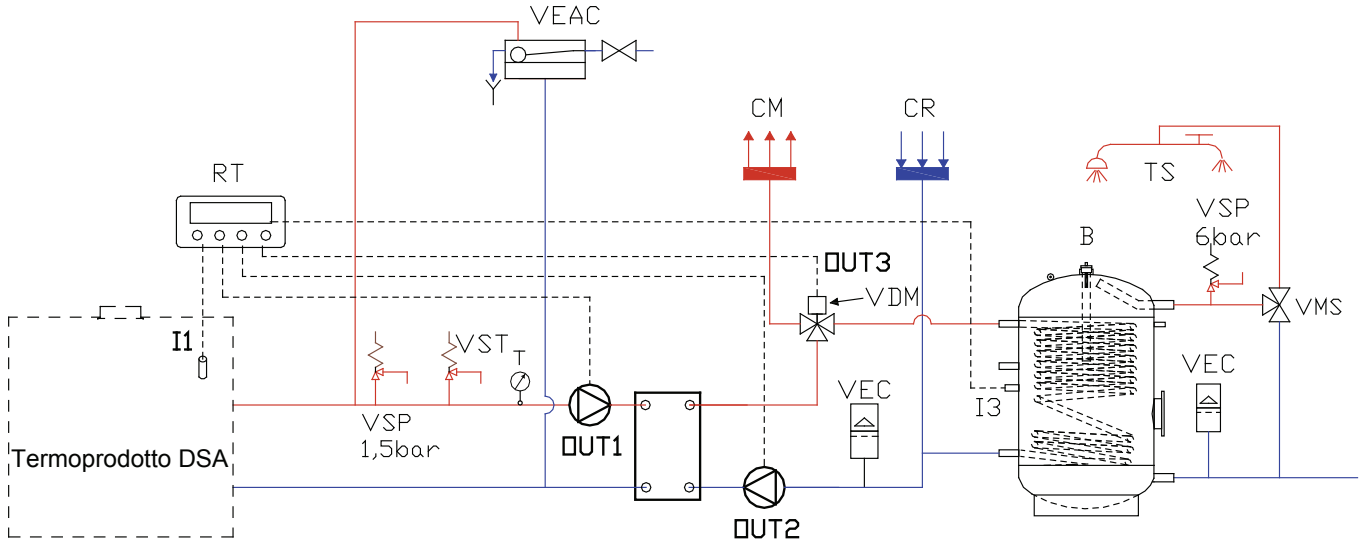 VEAC
CM
CR
RT
TS
VSP
6bar
B
OUT3
VDM
VMS
I1
VST
T
VEC
VEC
I3
VSP
1,5bar
OUT1
Termoprodotto DSA
OUT2